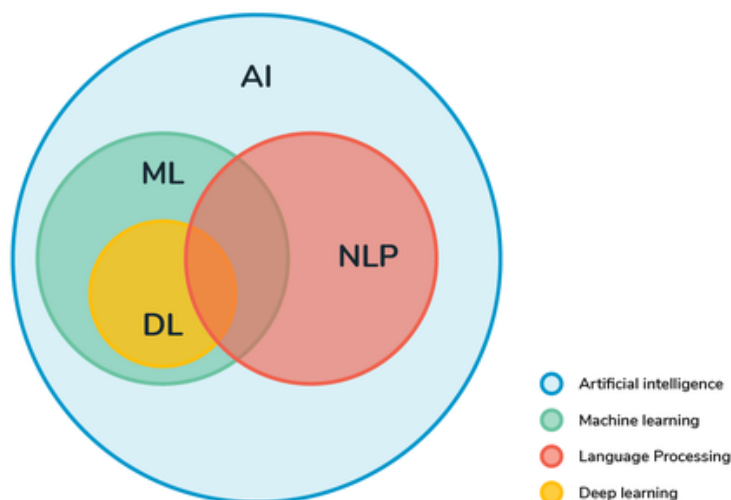 AI
ML
NLP
DL
Artificial intelligence
Machine learning
Language Processing
Deep learning